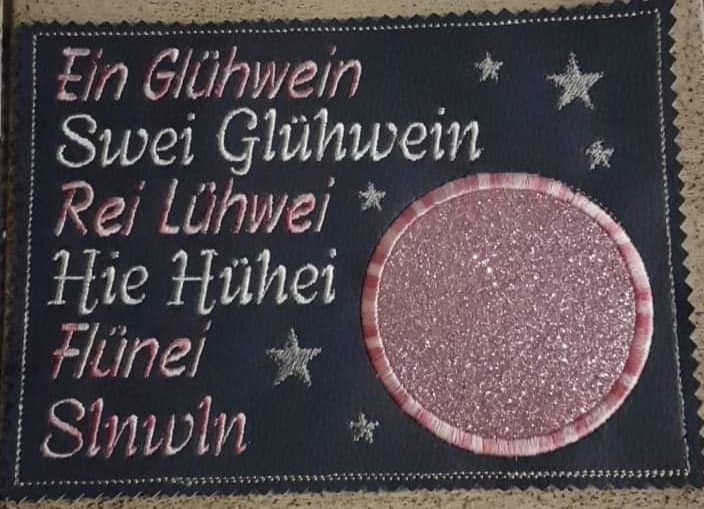 Ein Glühwein
Swei Glühwein
Rei Lühwei
Hie Hühei
Flünei
Slnwln